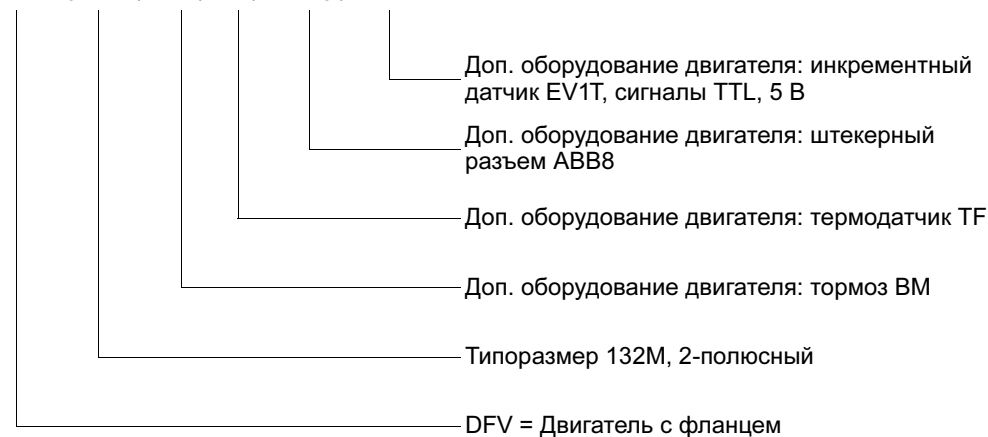 Доп. оборудование двигателя: инкрементный
датчик EV1T, сигналы TTL, 5 В
Доп. оборудование двигателя: штекерный
разъем ABB8
Доп. оборудование двигателя: термодатчик TF
Доп. оборудование двигателя: тормоз BM
Типоразмер 132M, 2-полюсный
DFV = Двигатель с фланцем